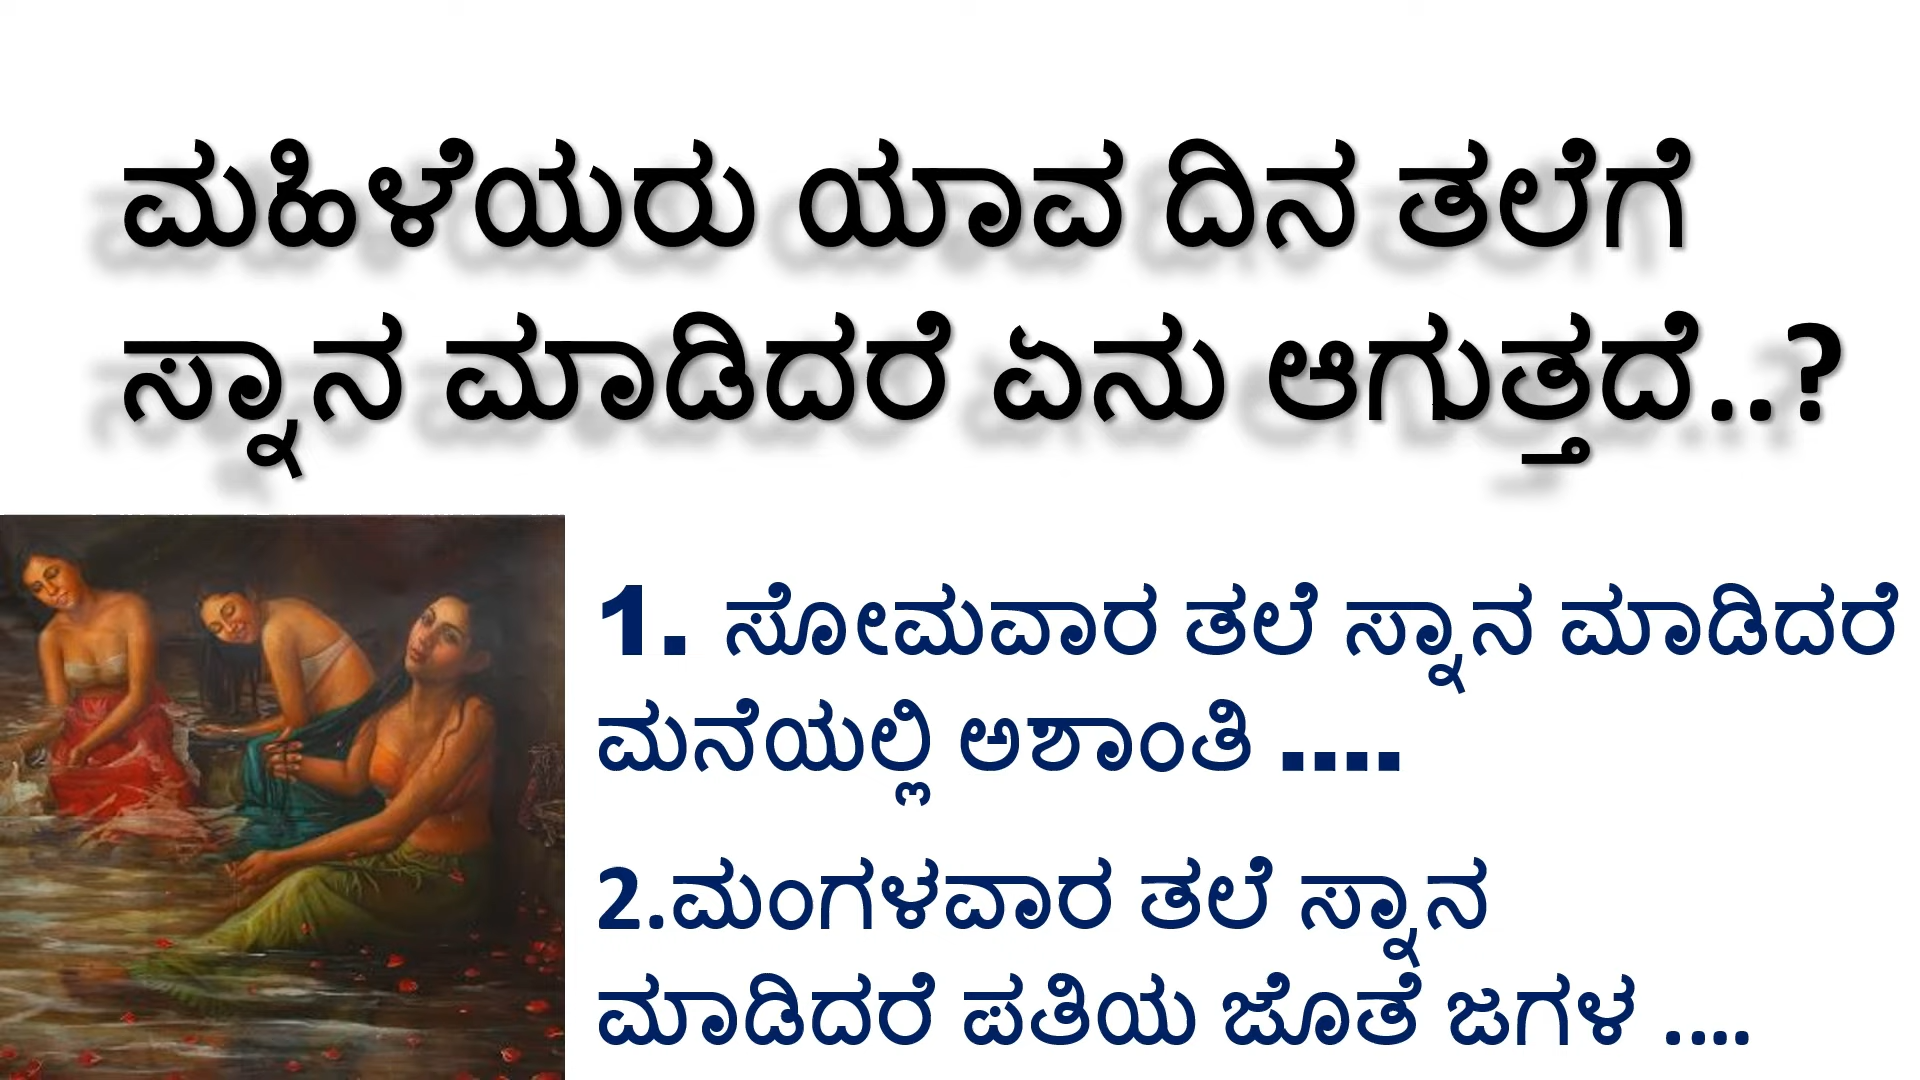 ಮಹಿಳೆಯರು ಯಾವ ದಿನ ತಲೆಗೆ
ಸ್ನಾನ ಮಾಡಿದರೆ ಏನು ಆಗುತ್ತದೆ..?
1. ಸೋಮವಾರ ತಲೆ ಸ್ನಾನ ಮಾಡಿದರೆ
ಮನೆಯಲ್ಲಿ ಅಶಾಂತಿ ....
2.ಮಂಗಳವಾರ ತಲೆ ಸ್ನಾನ
ಮಾಡಿದರೆ ಪತಿಯ ಜೊತೆ ಜಗಳ ....